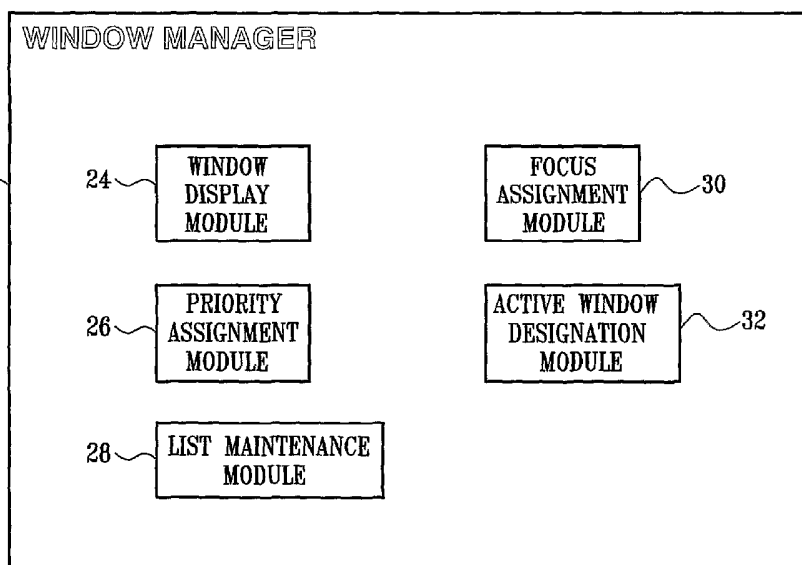 WINDOW MANAGER
24
WINDOW
DISPLAY
MODULE
FOCUS
ASSIGNMENT
MODULE
30
26
PRIORITY
ASSIGNMENT
MODULE
ACTIVE WINDOW
DESIGNATION
MODULE
32
28
LIST MAINTENANCE
MODULE